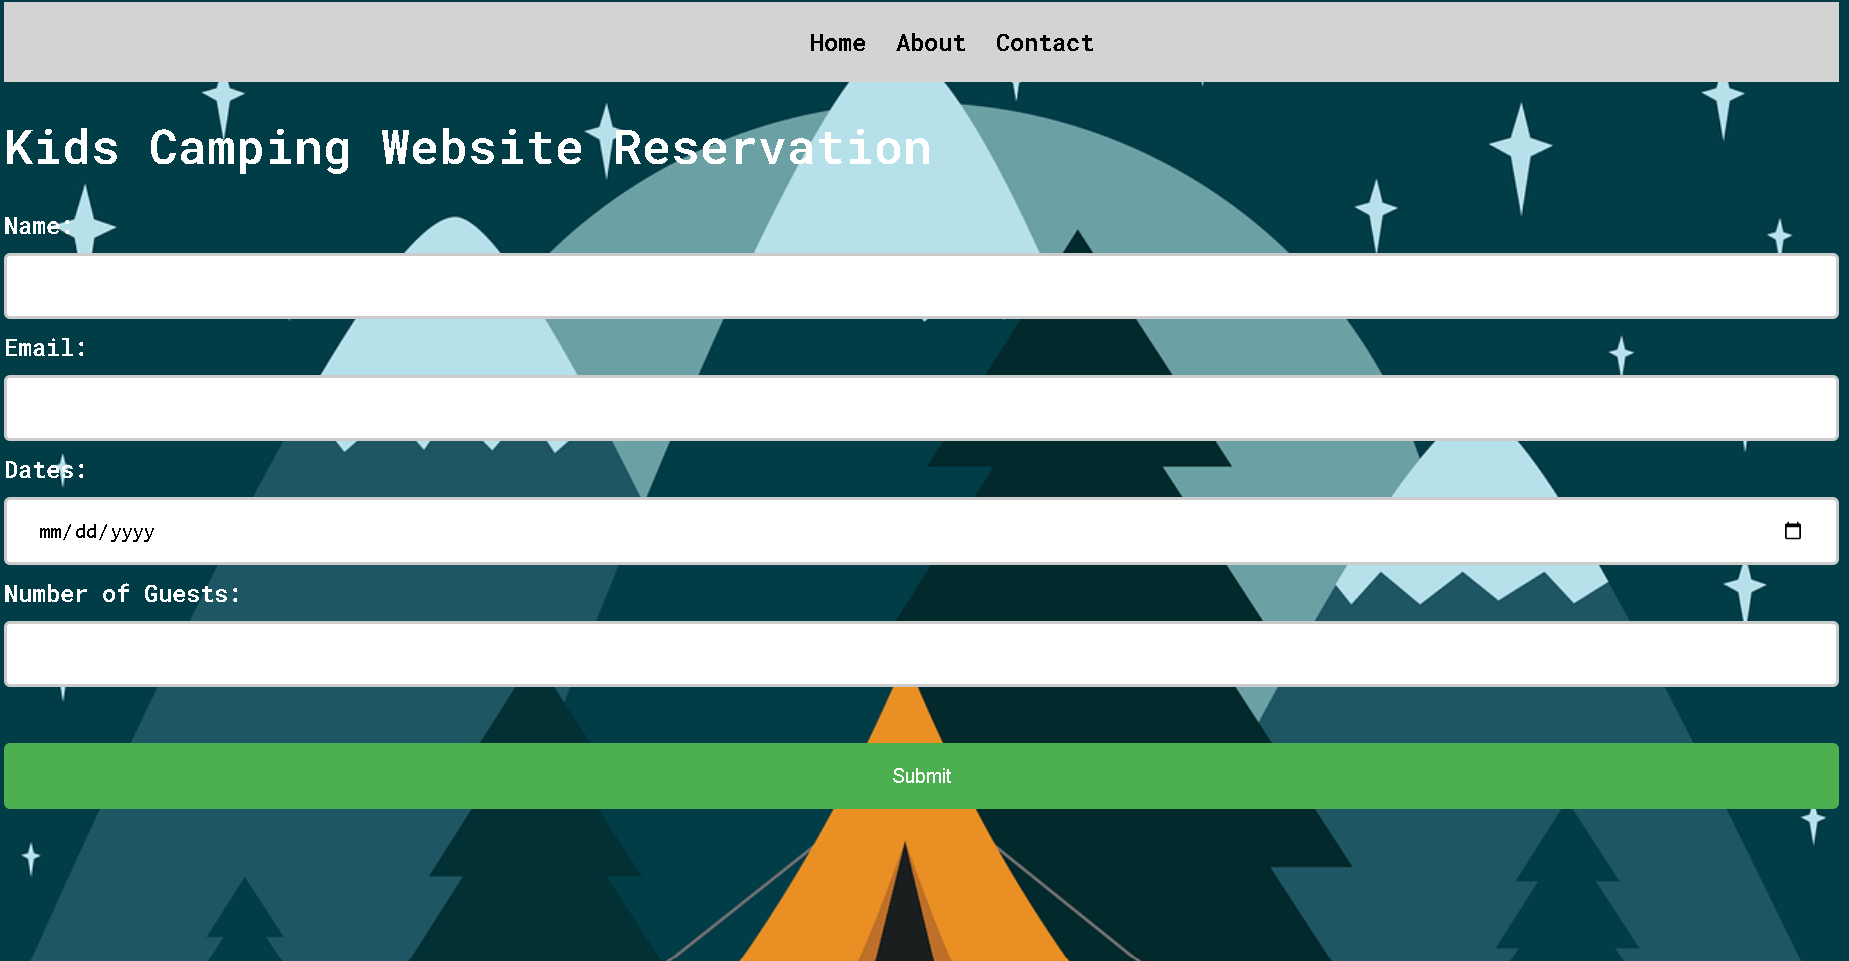 Home About Contact
Kids Camping Website Reservation
Name:
Email:
Dates:
mm/dd/yyyy
Number of Guests:
Submit